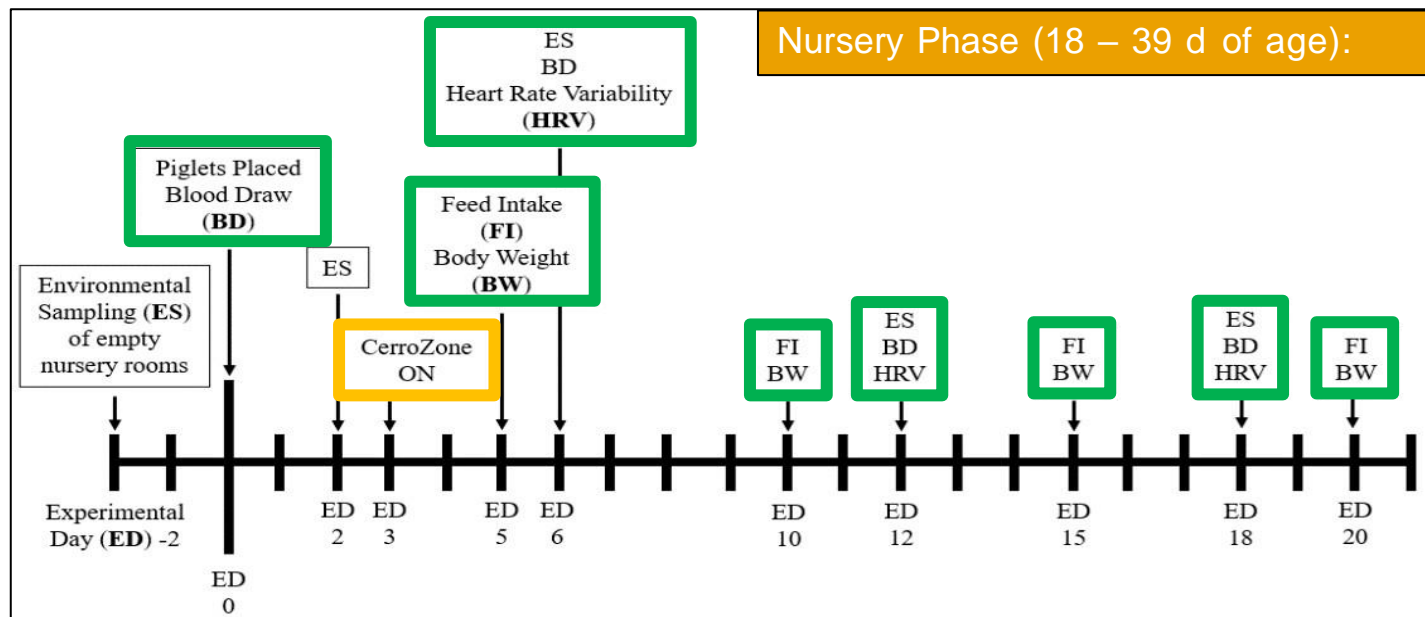 Nursery Phase (18 – 39 d of age):
ES
BD
Heart Rate Variability
(HRV)
Piglets Placed
Blood Draw
(BD)
Feed Intake
(FI)
Body Weight
(BW)
Environmental
Sampling (ES)
of empty
nursery rooms
ES
CerroZone
ON
FI
BW
ES
BD
HRV
FI
BW
ES
BD
HRV
FI
BW
Experimental
Day (ED) -2
ED
0
ED
2
ED
3
ED
5
ED
6
ED
10
ED
12
ED
15
ED
18
ED
20